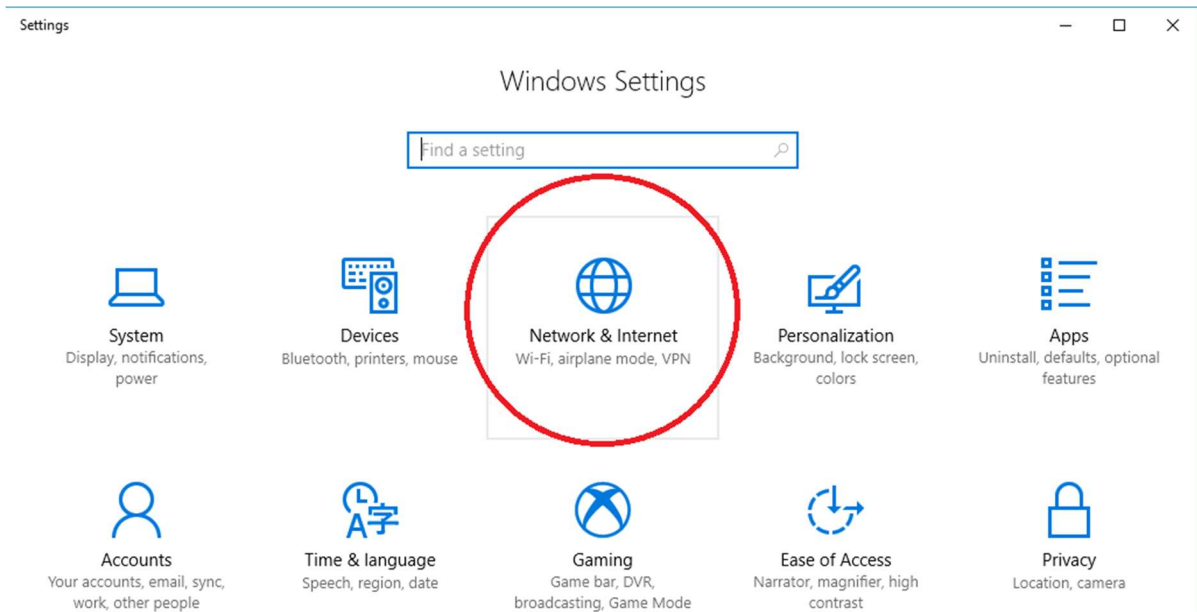 Settings
Windows Settings
Find a setting
System
Display, notifications,
power
Devices
Bluetooth, printers, mouse
Network & Internet
Wi-Fi, airplane mode, VPN
Personalization
Background, lock screen,
colors
Apps
Uninstall, defaults, optional
features
Accounts
Your accounts, email, sync,
work, other people
Time & language
Speech, region, date
Gaming
Game bar, DVR,
broadcasting, Game Mode
Ease of Access
Narrator, magnifier, high
contrast
Privacy
Location, camera